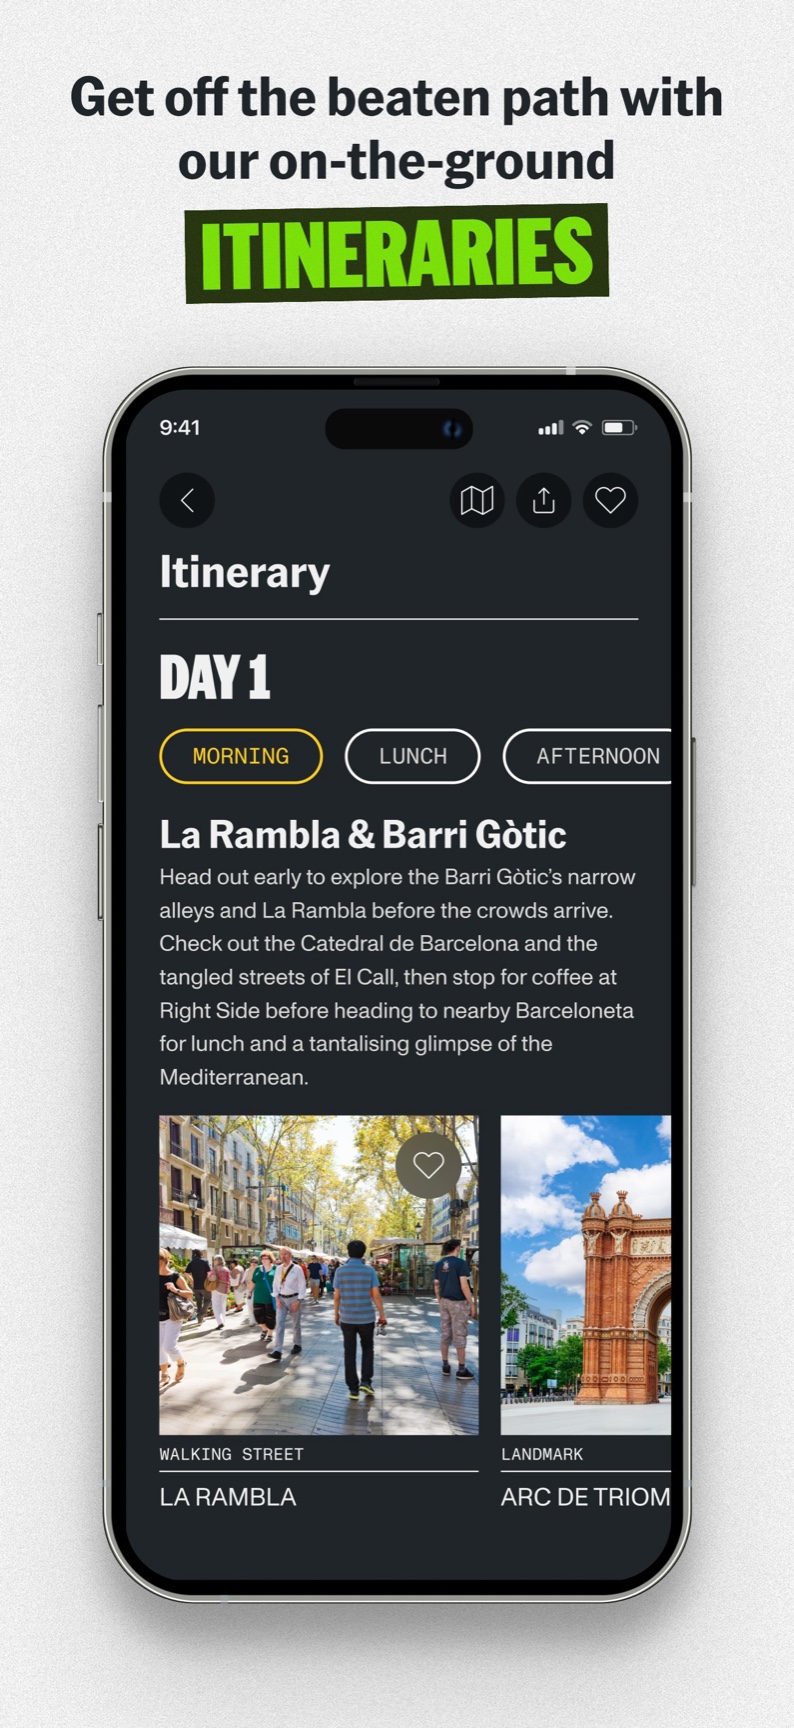 Get off the beaten path with
our on-the-ground
ITINERARIES
9:41
Itinerary
DAY 1
MORNING
LUNCH
AFTERNOON
La Rambla & Barri Gòtic
Head out early to explore the Barri Gòtic’s narrow
alleys and La Rambla before the crowds arrive.
Check out the Catedral de Barcelona and the
tangled streets of El Call, then stop for coffee at
Right Side before heading to nearby Barceloneta
for lunch and a tantalising glimpse of the
Mediterranean.
WALKING STREET
LA RAMBLA
LANDMARK
ARC DE TRIOM